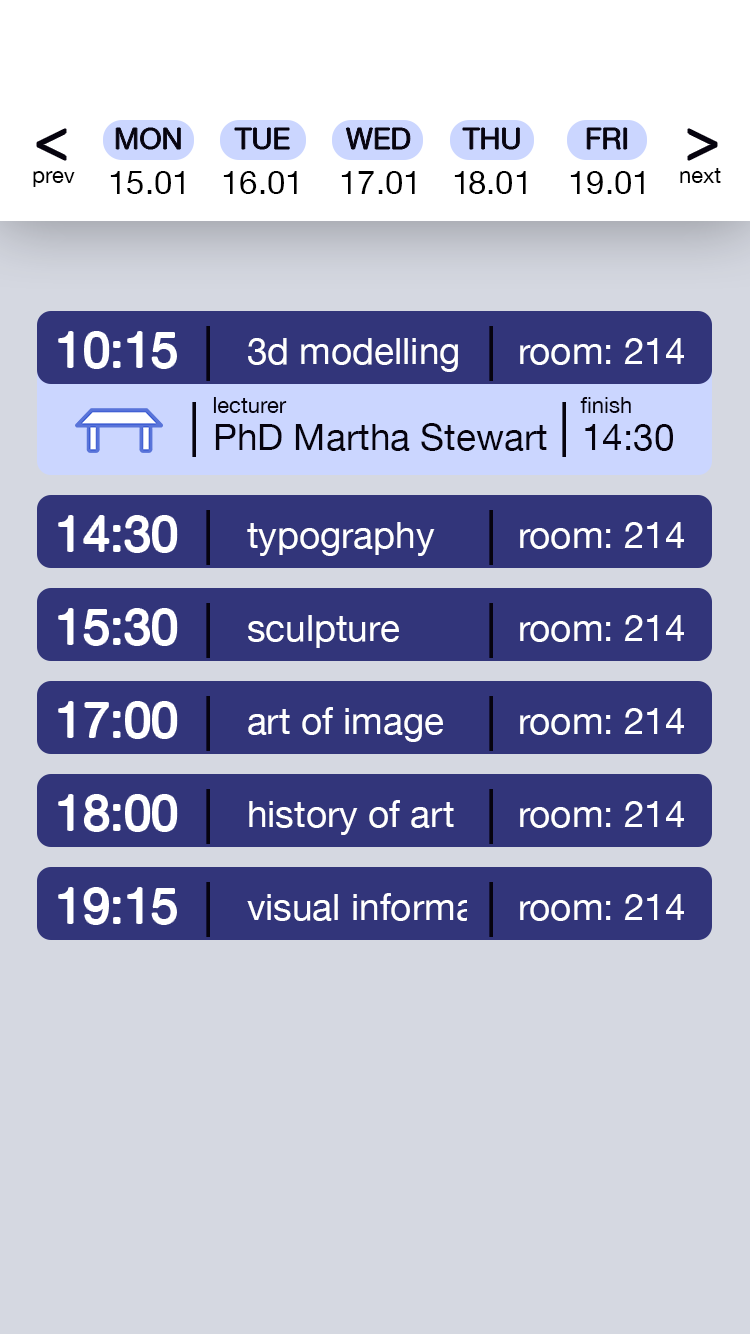 < MON TUE WED THU FRI >
prev 15.01 16.01 17.01 18.01 19.01 next
10:15 3d modelling room: 214
lecturer finish
PhD Martha Stewart 14:30
14:30 typography room: 214
15:30 sculpture room: 214
17:00 art of image room: 214
18:00 history of art room: 214
19:15 visual informa room: 214